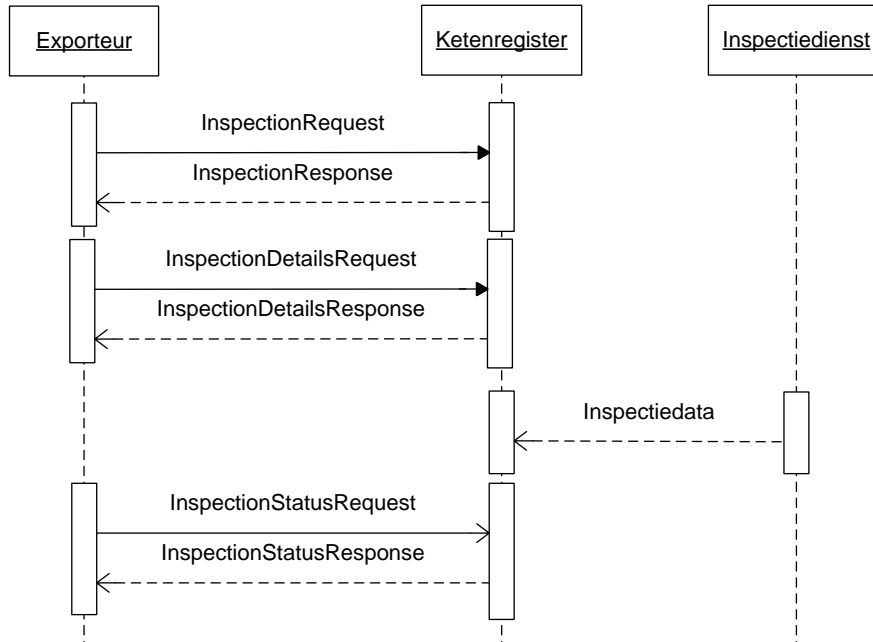 Exporteur
Ketenregister
Inspectiedienst
InspectionRequest
InspectionResponse
InspectionDetailsRequest
InspectionDetailsResponse
Inspectiedata
InspectionStatusRequest
InspectionStatusResponse